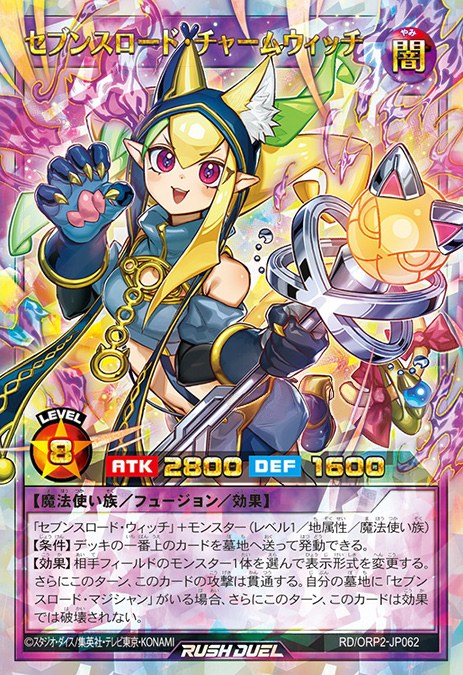 セブンスロード・チャームウィッチ
やみ
闇
LEVEL
8
ATK 2800 DEF 1600
【魔法使い族／フュージョン／効果】
「セブンスロード・ウィッチ」+モンスター(レベル1／地属性／魔法使い族)
【条件】デッキの一番上のカードを墓地へ送って発動できる。
【効果】相手フィールドのモンスター1体を選んで表示形式を変更する。
さらにこのターン、このカードの攻撃は貫通する。自分の墓地に「セブン
スロード・マジシャン」がいる場合、さらにこのターン、このカードは効果
では破壊されない。
©スタジオ・ダイス/集英社・テレビ東京・KONAMI
RUSH DUEL
RD/ORP2-JP062